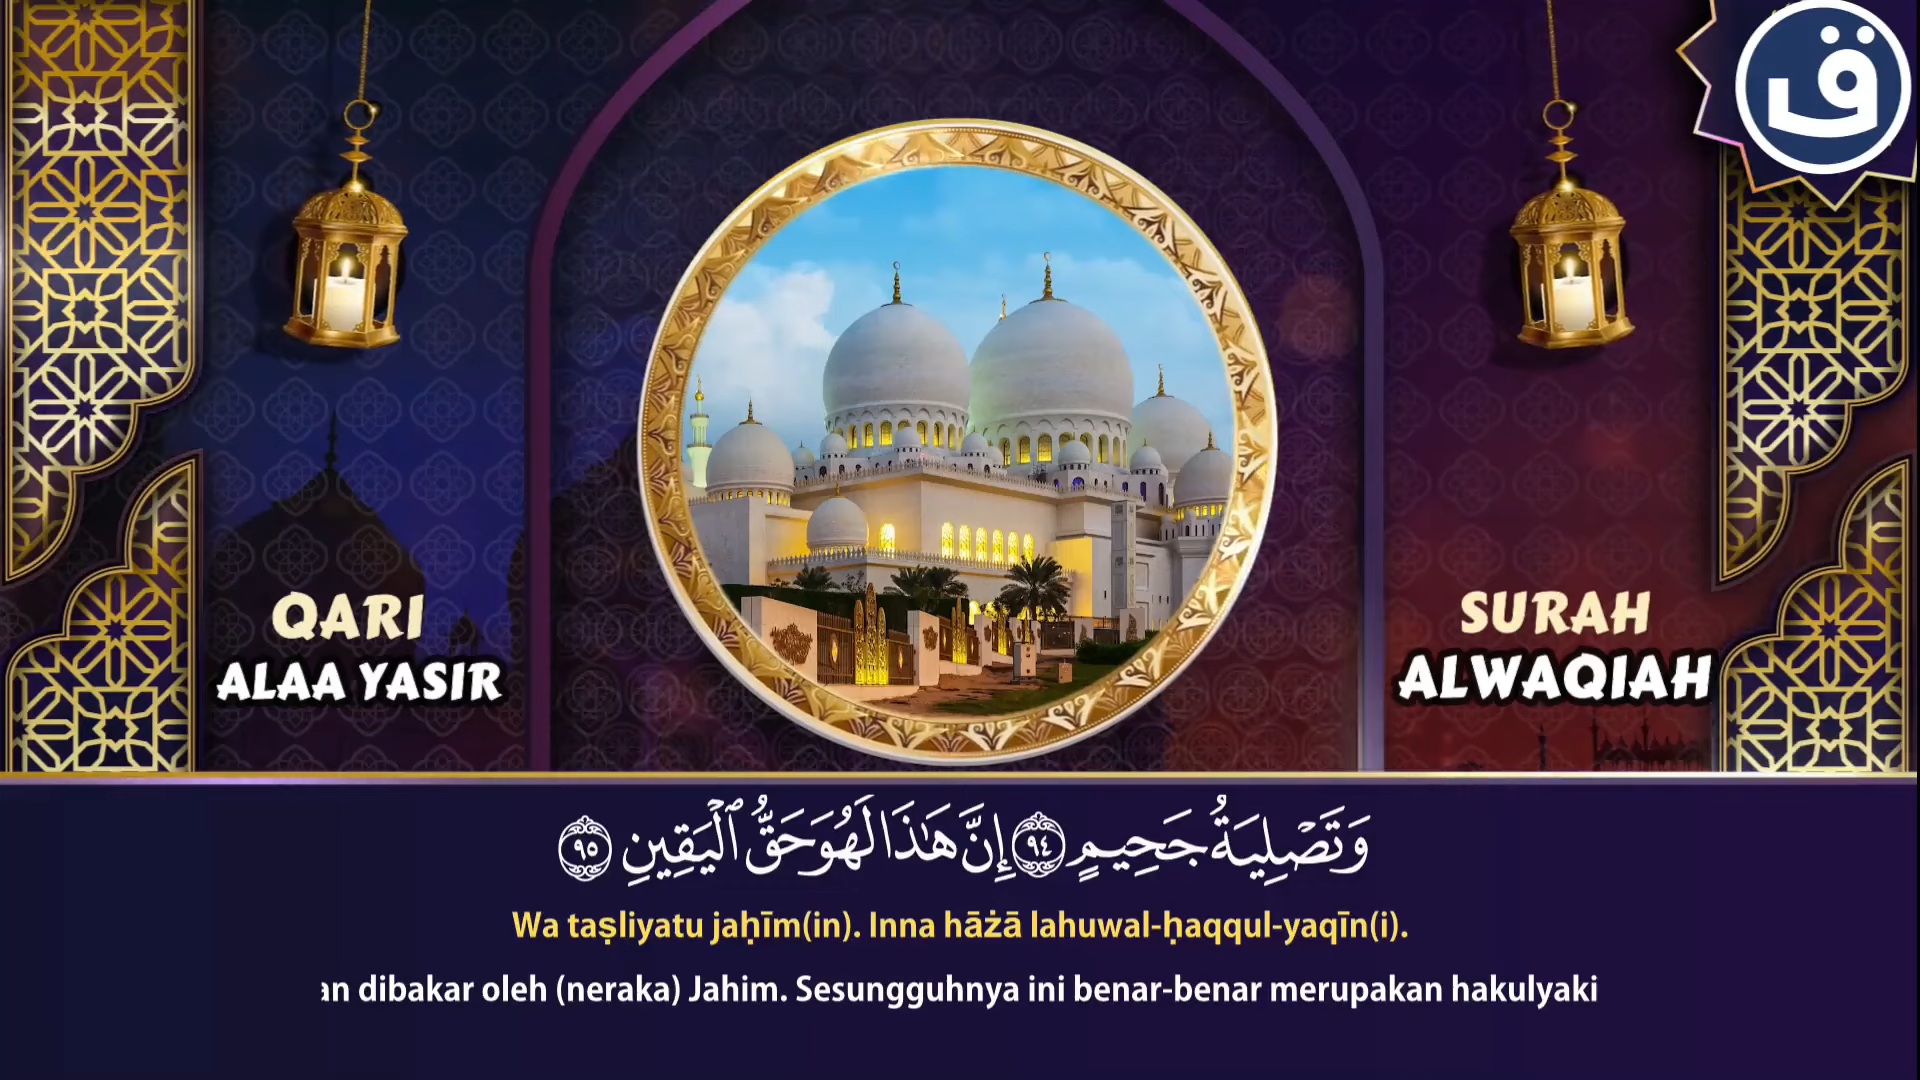 ق
QARI
ALAA YASIR
SURAH
ALWAQIAH
وَتَصْلِيَةُ جَحِيمٍ ٩٤ إِنَّ هَٰذَا لَهُوَ حَقُّ ٱلْيَقِينِ ٩٥
Wa taṣliyatu jaḥīm(in). Inna hāżā lahuwal-ḥaqqul-yaqīn(i).
an dibakar oleh (neraka) Jahim. Sesungguhnya ini benar-benar merupakan hakulyaki